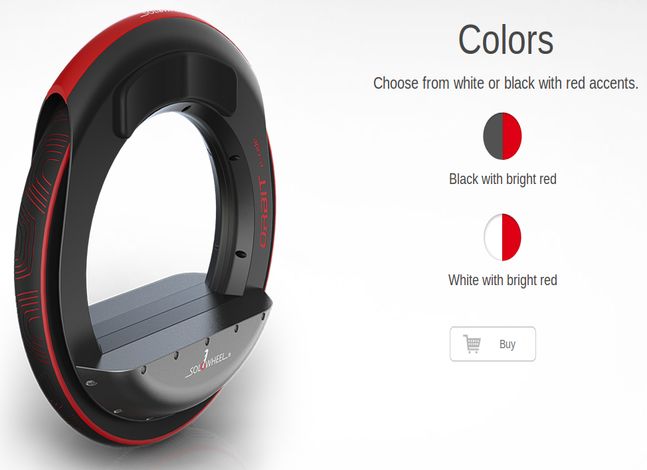 Colors
Choose from white or black with red accents.
Black with bright red
White with bright red
Buy
ORBIT
SOLOWHEEL